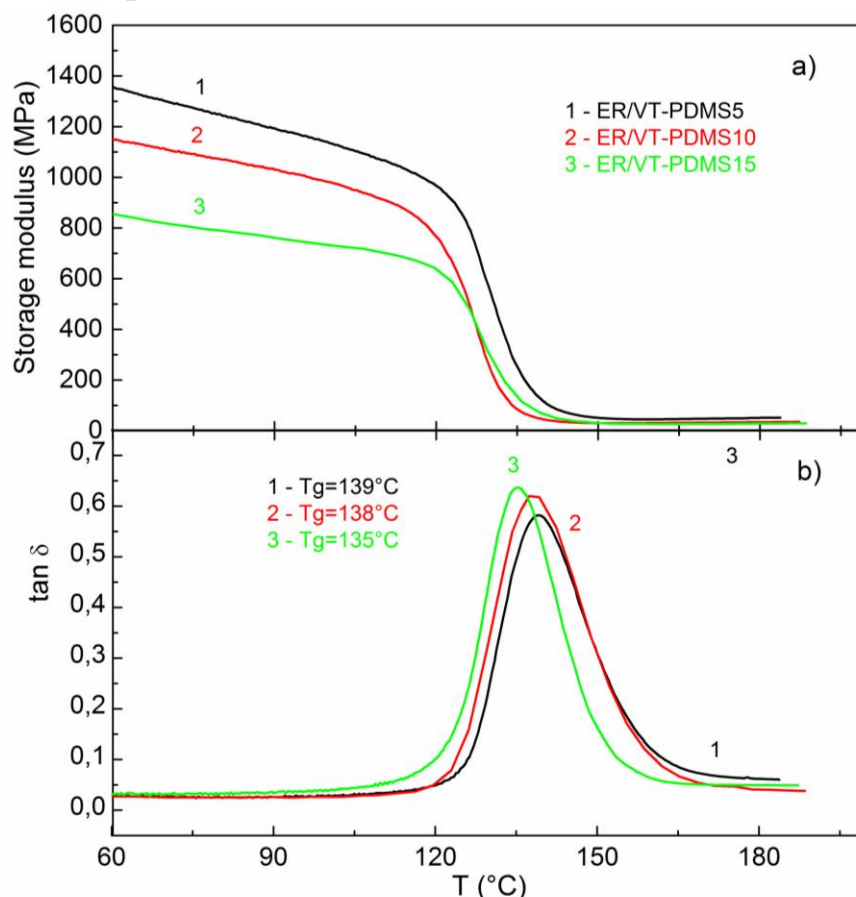 1600
a)
1400
1
1 - ER/VT-PDMS5
2
2 - ER/VT-PDMS10
1200
3 - ER/VT-PDMS15
1000
3
800
600
400
200
0
Storage modulus (MPa)
0,7
3
3
b)
1 - Tg=139°C
0,6
2 - Tg=138°C
2
3 - Tg=135°C
0,5
0,4
0,3
0,2
0,1
1
0,0
tan δ
60 90 120 150 180
T (°C)